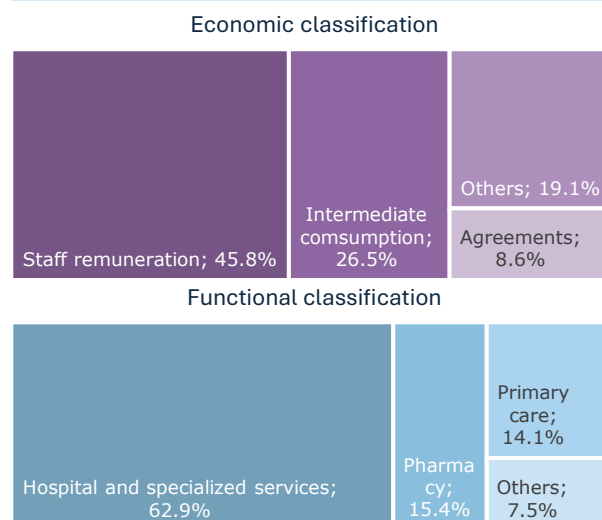 Economic classification
Staff remuneration; 45.8%
Intermediate
comsumption;
26.5%
Others; 19.1%
Agreements;
8.6%
Functional classification
Hospital and specialized services;
62.9%
Pharma
cy;
15.4%
Primary
care;
14.1%
Others;
7.5%